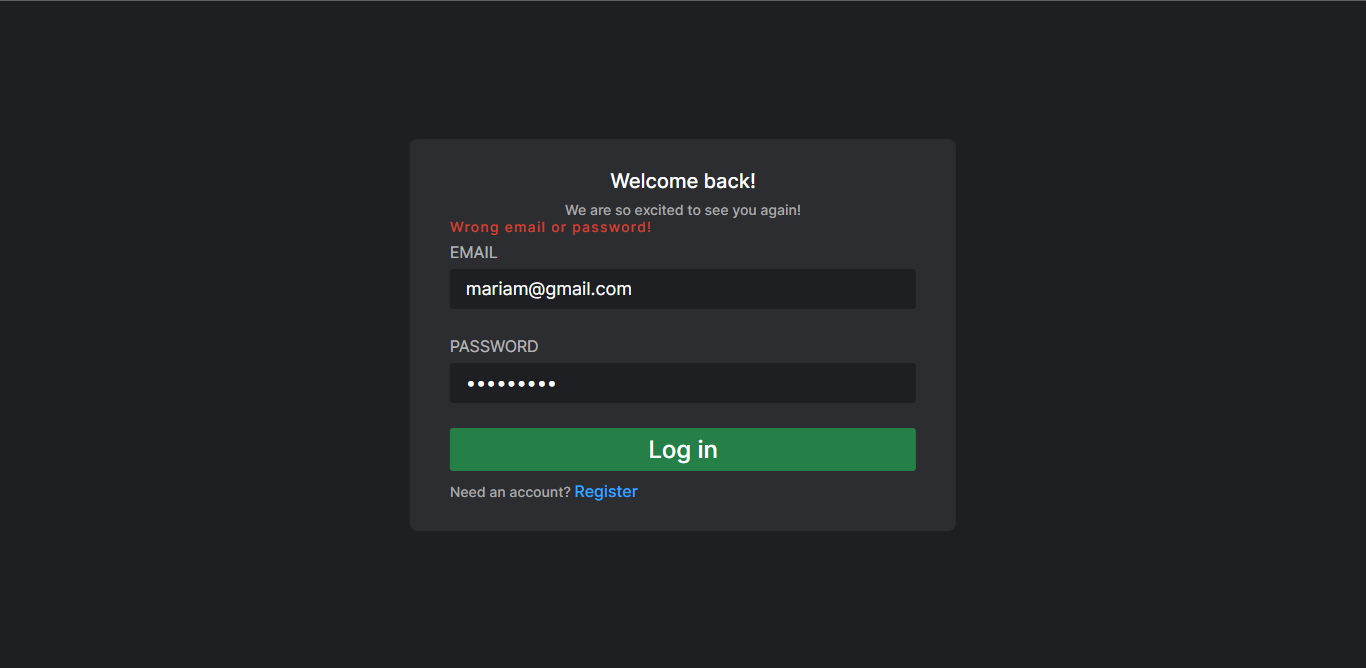 Welcome back!
We are so excited to see you again!
Wrong email or password!
EMAIL
mariam@gmail.com
PASSWORD
•••••••••
Log in
Need an account? Register